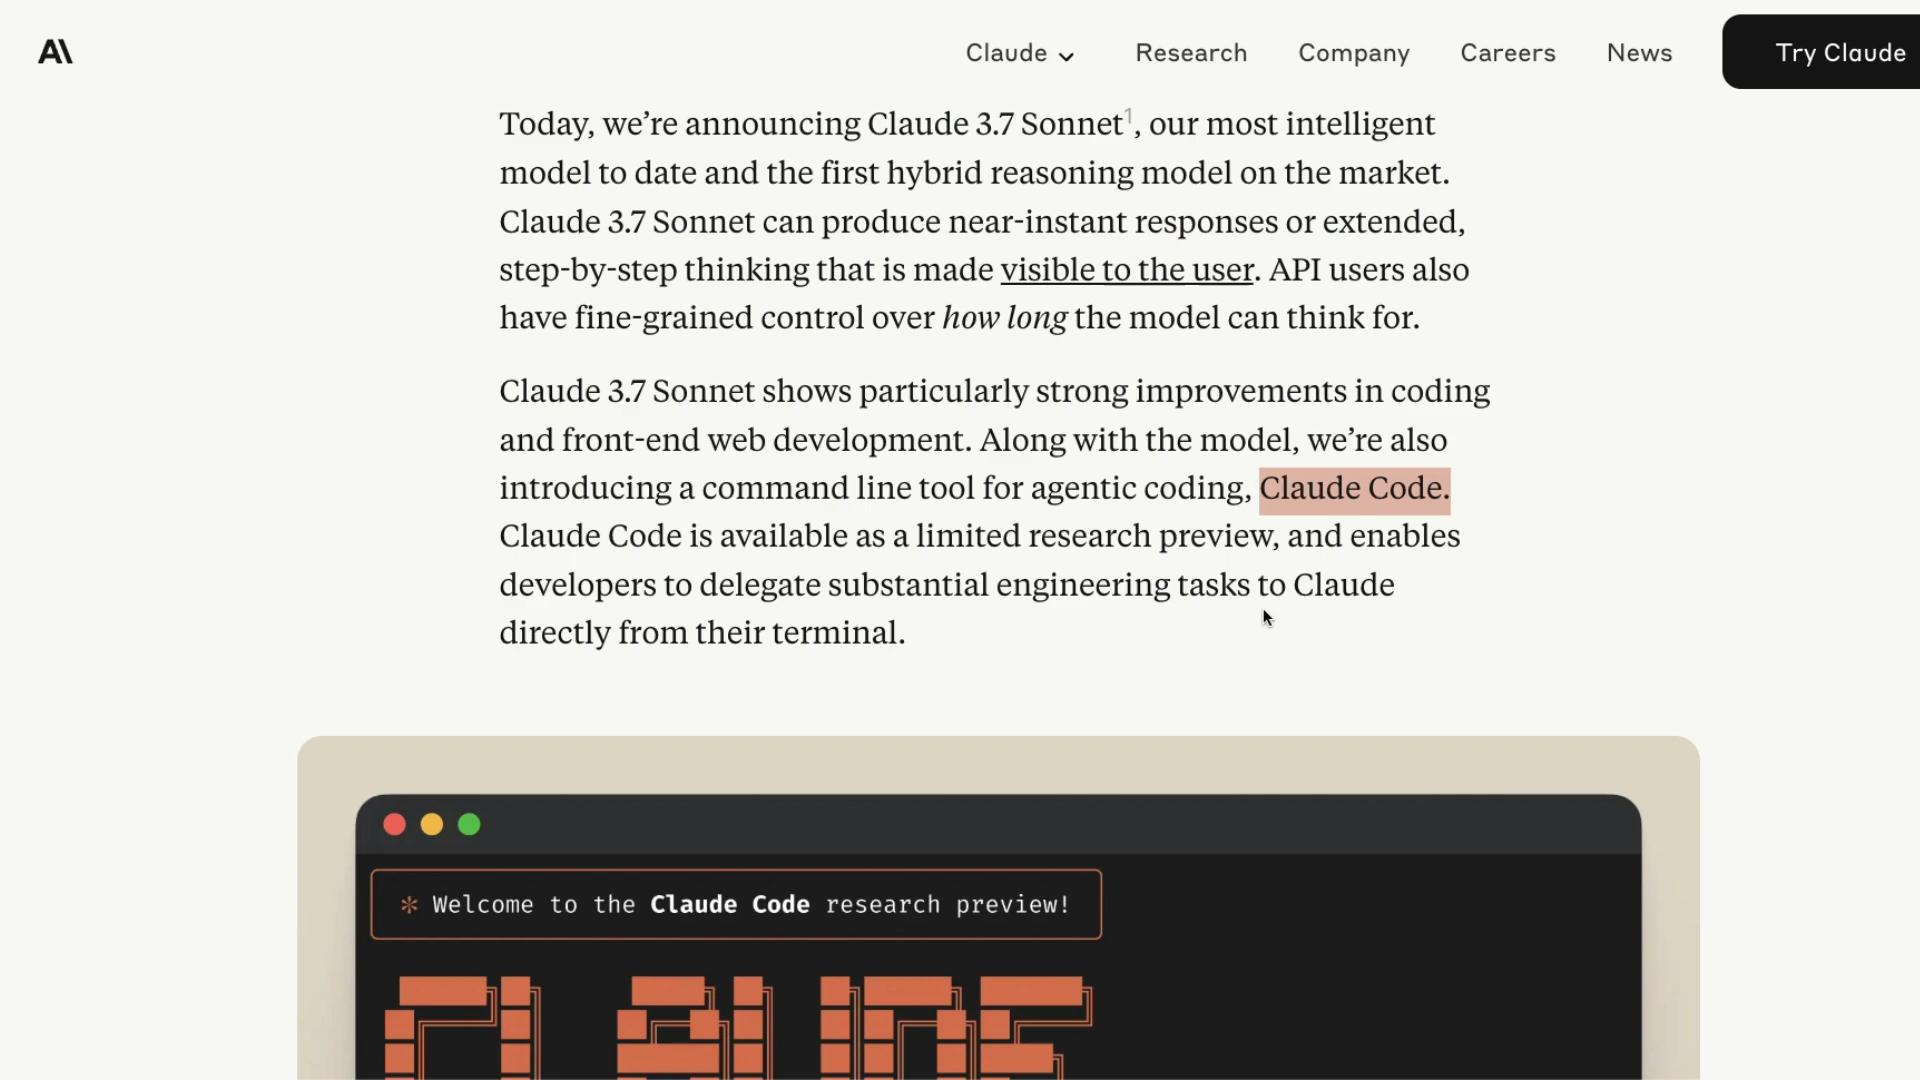 A\
Claude
Research
Company
Careers
News
Try Claude
Today, we’re announcing Claude 3.7 Sonnet¹, our most intelligent
model to date and the first hybrid reasoning model on the market.
Claude 3.7 Sonnet can produce near-instant responses or extended,
step-by-step thinking that is made visible to the user. API users also
have fine-grained control over how long the model can think for.
Claude 3.7 Sonnet shows particularly strong improvements in coding
and front-end web development. Along with the model, we’re also
introducing a command line tool for agentic coding, Claude Code.
Claude Code is available as a limited research preview, and enables
developers to delegate substantial engineering tasks to Claude
directly from their terminal.
* Welcome to the Claude Code research preview!
CLAUDE